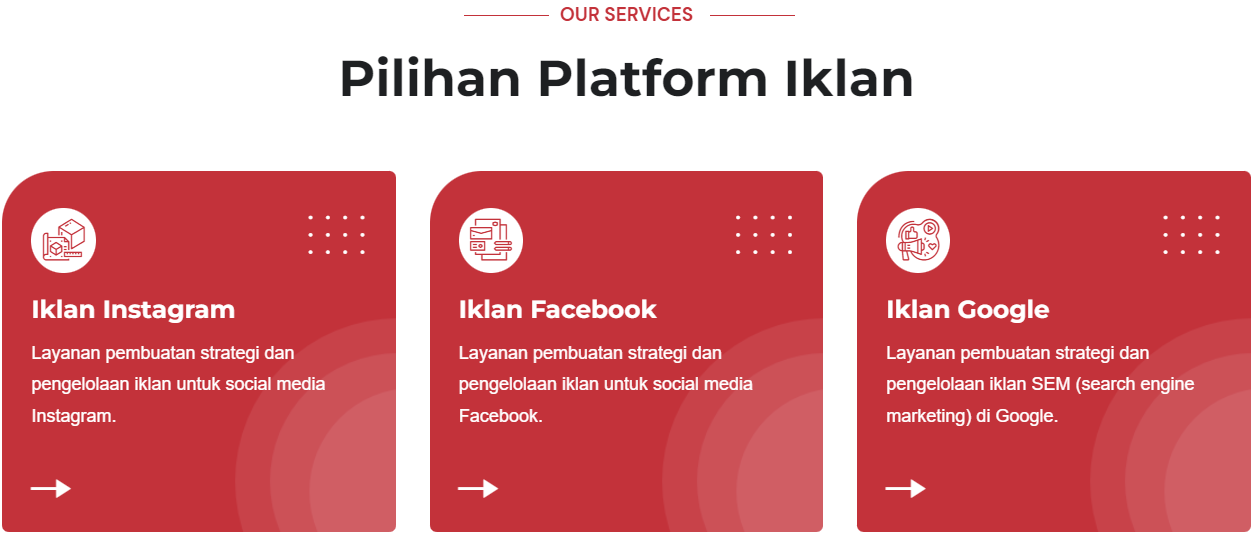 OUR SERVICES
Pilihan Platform Iklan
Iklan Instagram
Layanan pembuatan strategi dan
pengelolaan iklan untuk social media
Instagram.
Iklan Facebook
Layanan pembuatan strategi dan
pengelolaan iklan untuk social media
Facebook.
Iklan Google
Layanan pembuatan strategi dan
pengelolaan iklan SEM (search engine
marketing) di Google.